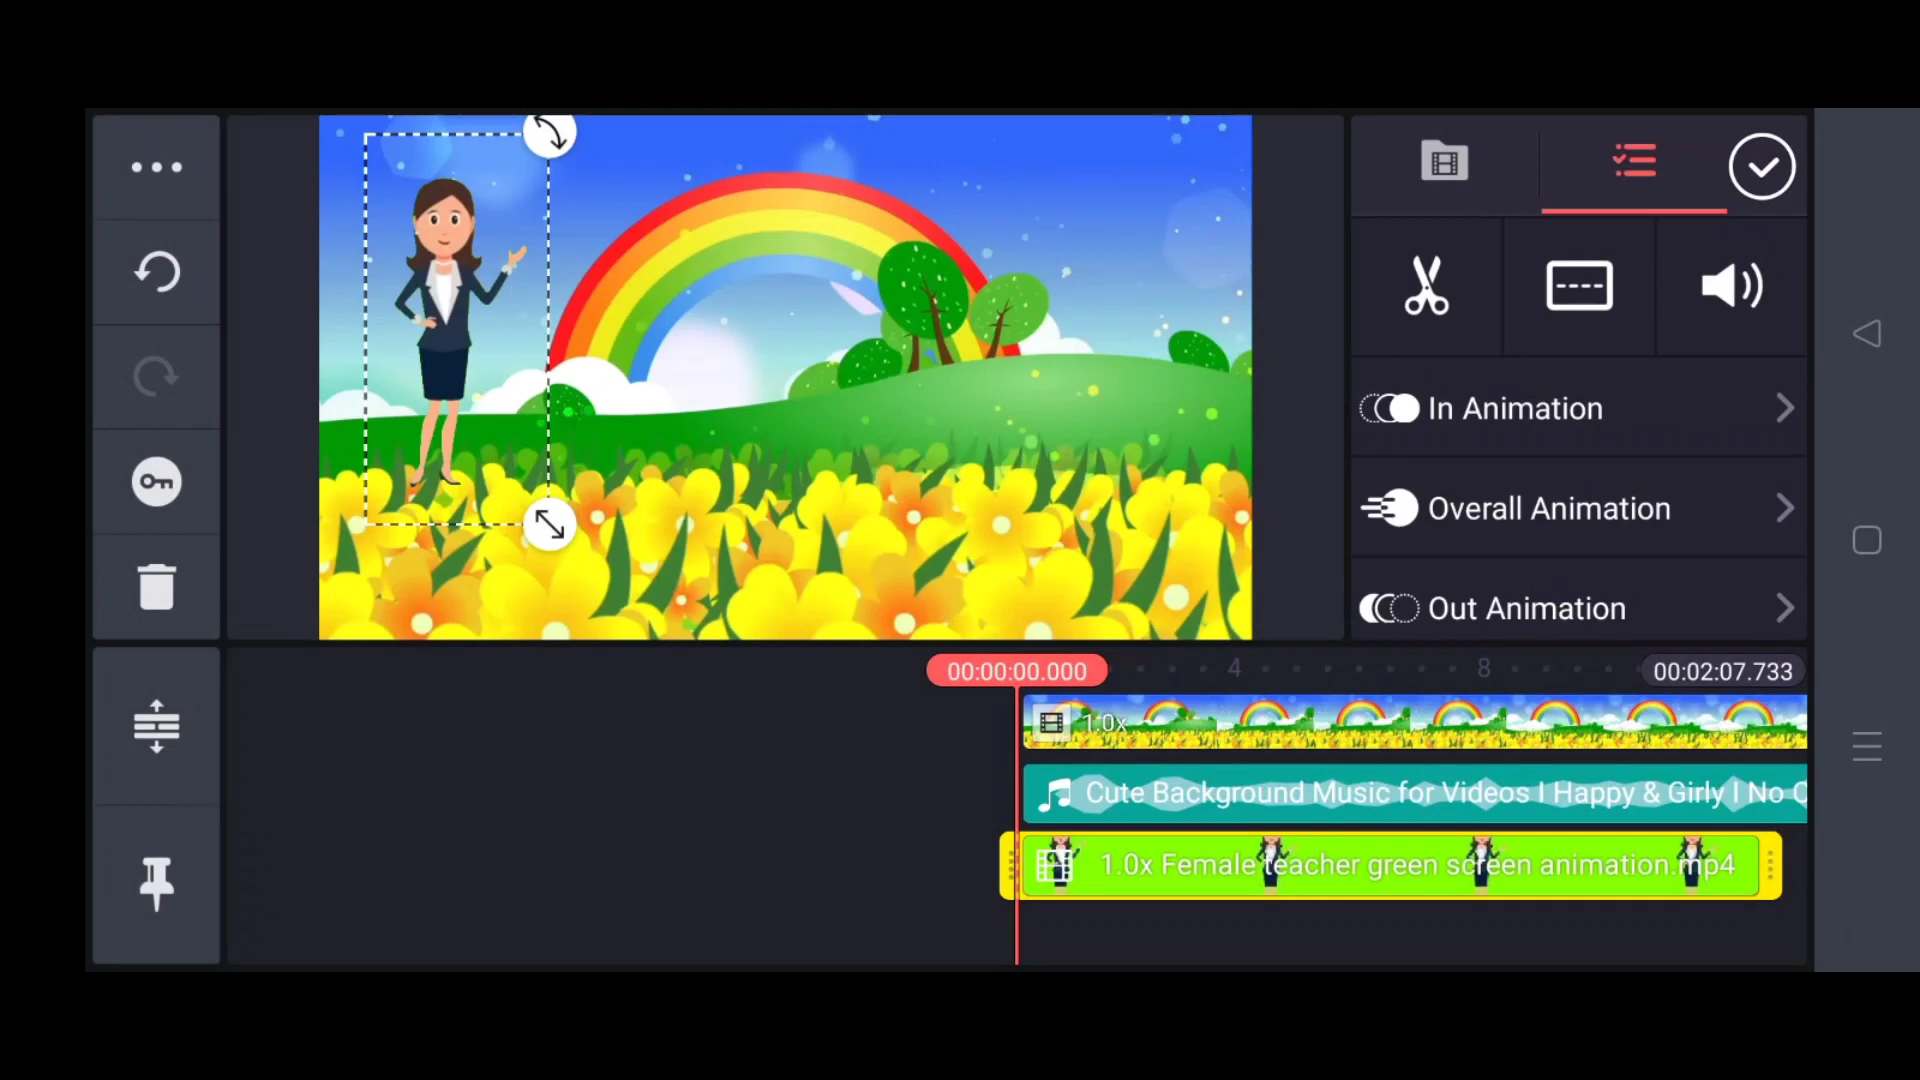 In Animation
Overall Animation
Out Animation
00:00:00.000
4
8
00:02:07.733
1.0x
Cute Background Music for Videos I Happy & Girly I No C
1.0x Female teacher green screen animation.mp4